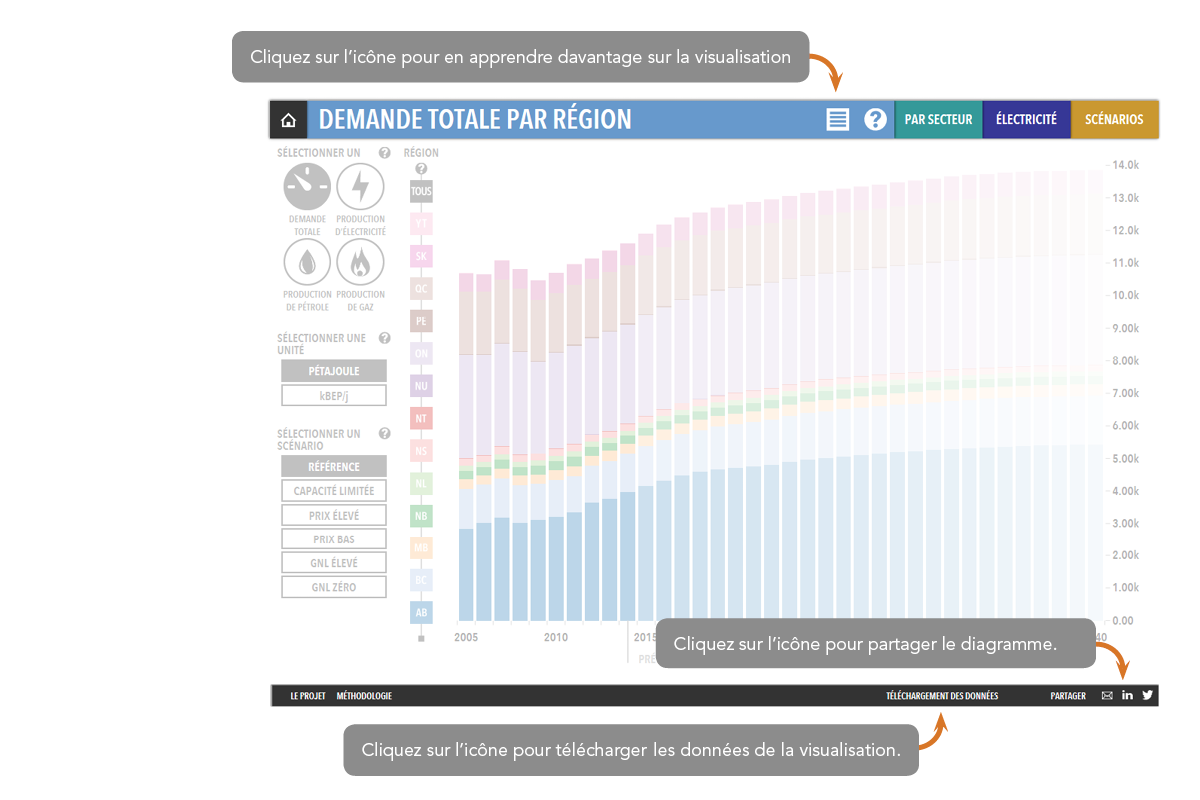 Cliquez sur l'icône pour en apprendre davantage sur la visualisation
DEMANDE TOTALE PAR RÉGION
?
PAR SECTEUR
ÉLECTRICITÉ
SCÉNARIOS
SÉLECTIONNER UN
?
RÉGION
?
DEMANDE
TOTALE
PRODUCTION
D'ÉLECTRICITÉ
PRODUCTION
DE PÉTROLE
PRODUCTION
DE GAZ
SÉLECTIONNER UNE
UNITÉ
?
PÉTAJOULE
kBEP/j
SÉLECTIONNER UN
SCÉNARIO
?
RÉFÉRENCE
CAPACITÉ LIMITÉE
PRIX ÉLEVÉ
PRIX BAS
GNL ÉLEVÉ
GNL ZÉRO
TOUS
YT
SK
QC
PE
ON
NU
NT
NS
NL
NB
MB
BC
AB
14.0k
13.0k
12.0k
11.0k
10.0k
9.00k
8.00k
7.00k
6.00k
5.00k
4.00k
3.00k
2.00k
1.00k
0.00
2005
2010
2015
40
PRÉ
Cliquez sur l'icône pour partager le diagramme.
LE PROJET
MÉTHODOLOGIE
TÉLÉCHARGEMENT DES DONNÉES
PARTAGER
in
Cliquez sur l'icône pour télécharger les données de la visualisation.